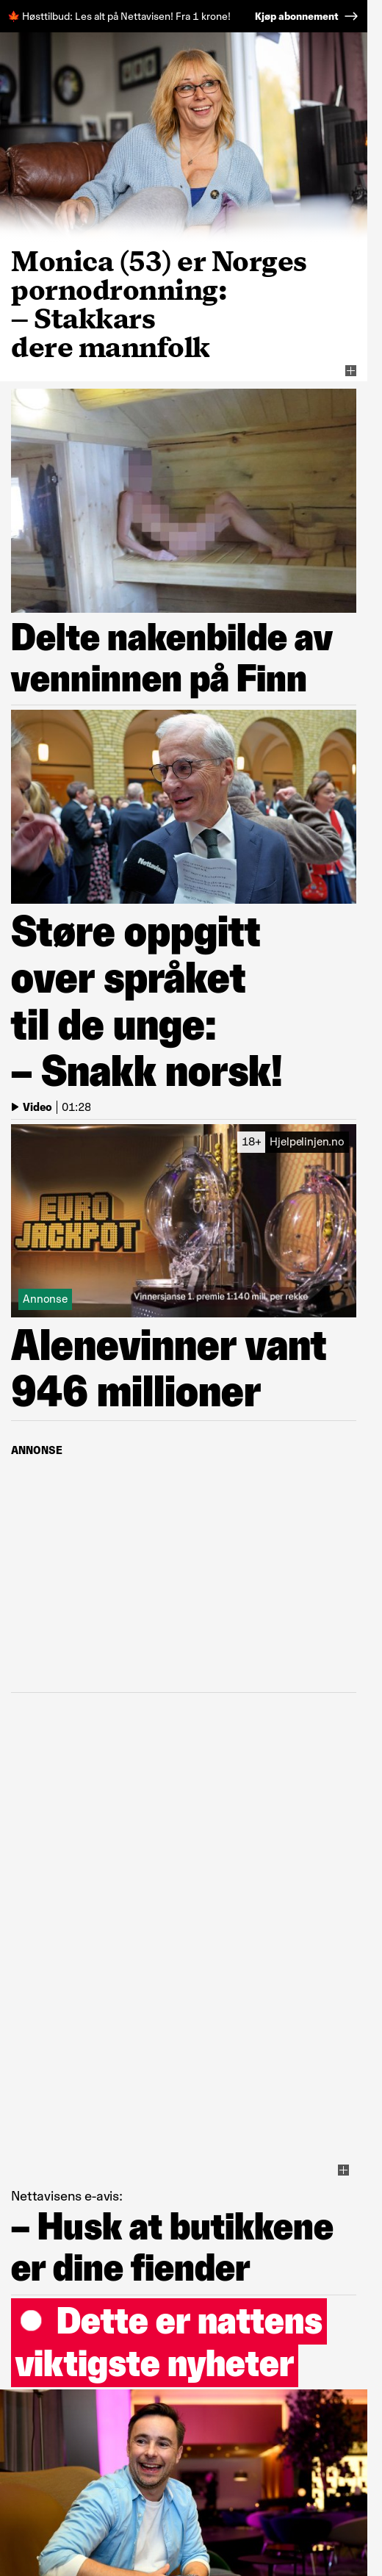 🍁 Høsttilbud: Les alt på Nettavisen! Fra 1 krone!
Kjøp abonnement →
Monica (53) er Norges
pornodronning:
– Stakkars
dere mannfolk
Delte nakenbilde av
venninnen på Finn
Nettavisen
Støre oppgitt
over språket
til de unge:
– Snakk norsk!
Video | 01:28
18+ Hjelpelinjen.no
EURO
JACKPOT
Vinnersjanse 1. premie 1:140 mill. per rekke
Annonse
Alenevinner vant
946 millioner
ANNONSE
Nettavisens e-avis:
– Husk at butikkene
er dine fiender
Dette er nattens
viktigste nyheter